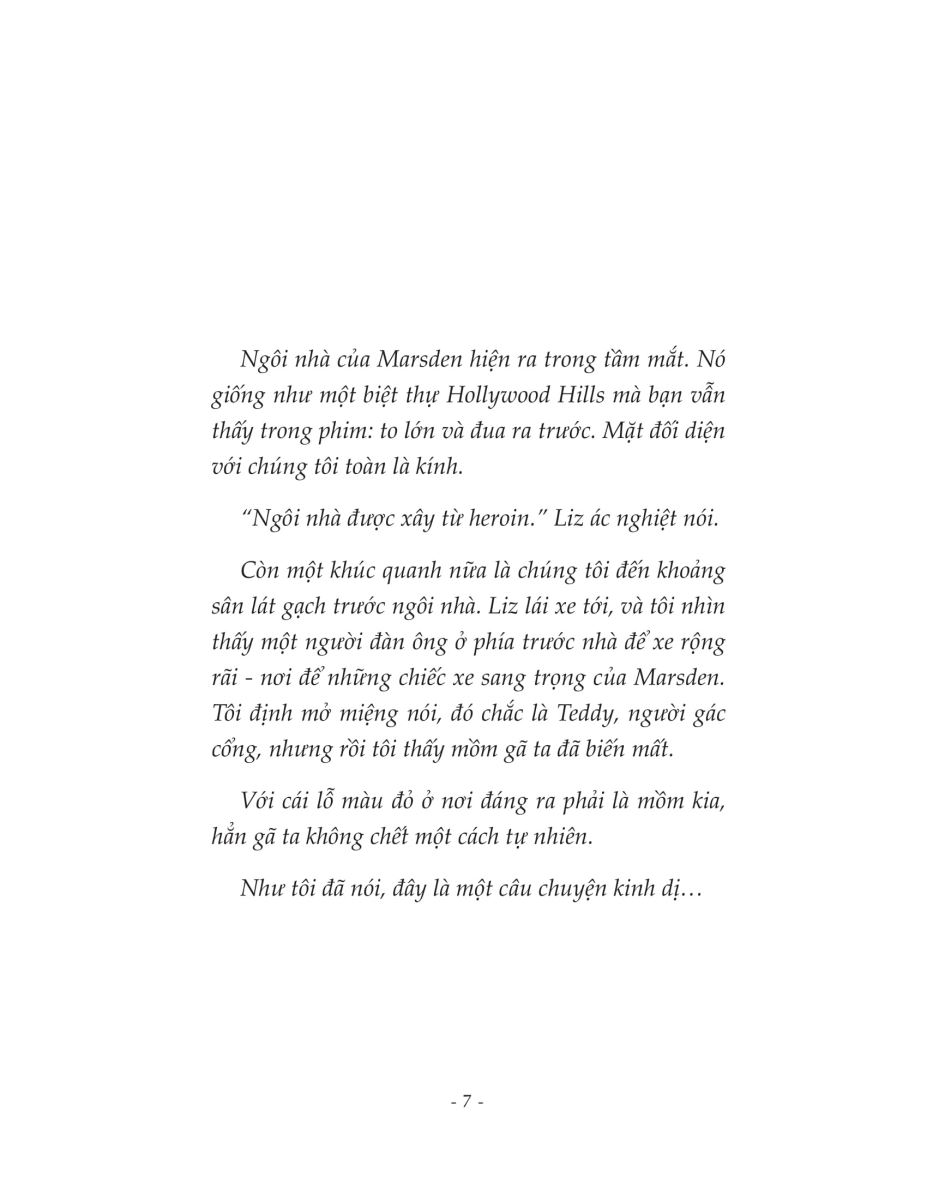 Ngôi nhà của Marsden hiện ra trong tầm mắt. Nó
giống như một biệt thự Hollywood Hills mà bạn vẫn
thấy trong phim: to lớn và đua ra trước. Mặt đối diện
với chúng tôi toàn là kính.
“Ngôi nhà được xây từ heroin.” Liz ác nghiệt nói.
Còn một khúc quanh nữa là chúng tôi đến khoảng
sân lát gạch trước ngôi nhà. Liz lái xe tới, và tôi nhìn
thấy một người đàn ông ở phía trước nhà để xe rộng
rãi - nơi để những chiếc xe sang trọng của Marsden.
Tôi định mở miệng nói, đó chắc là Teddy, người gác
cổng, nhưng rồi tôi thấy mồm gã ta đã biến mất.
Với cái lỗ màu đỏ ở nơi đáng ra phải là mồm kia,
hẳn gã ta không chết một cách tự nhiên.
Như tôi đã nói, đây là một câu chuyện kinh dị…
- 7 -